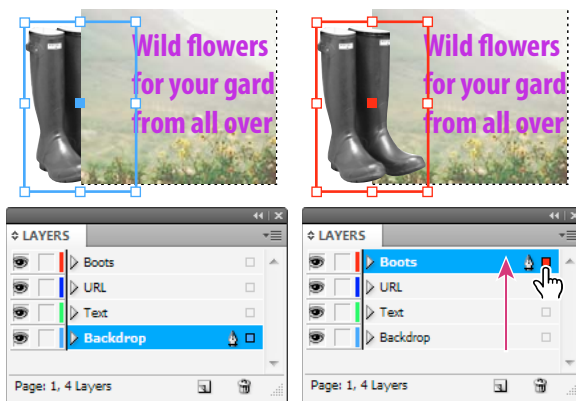 Wild flowers
for your gard
from all over
Wild flowers
for your gard
from all over
LAYERS
Boots
URL
Text
Backdrop
Page: 1, 4 Layers
LAYERS
Boots
URL
Text
Backdrop
Page: 1, 4 Layers